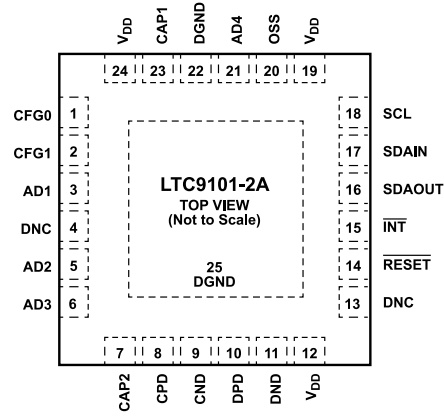 VDD CAP1 DGND AD4 OSS VDD
24 23 22 21 20 19
CFG0 1 18 SCL
CFG1 2 17 SDAIN
AD1 3 16 SDAOUT
DNC 4 15 INT
AD2 5 14 RESET
AD3 6 13 DNC
LTC9101-2A
TOP VIEW
(Not to Scale)
25
DGND
7 8 9 10 11 12
CAP2 CPD CND DPD DND VDD